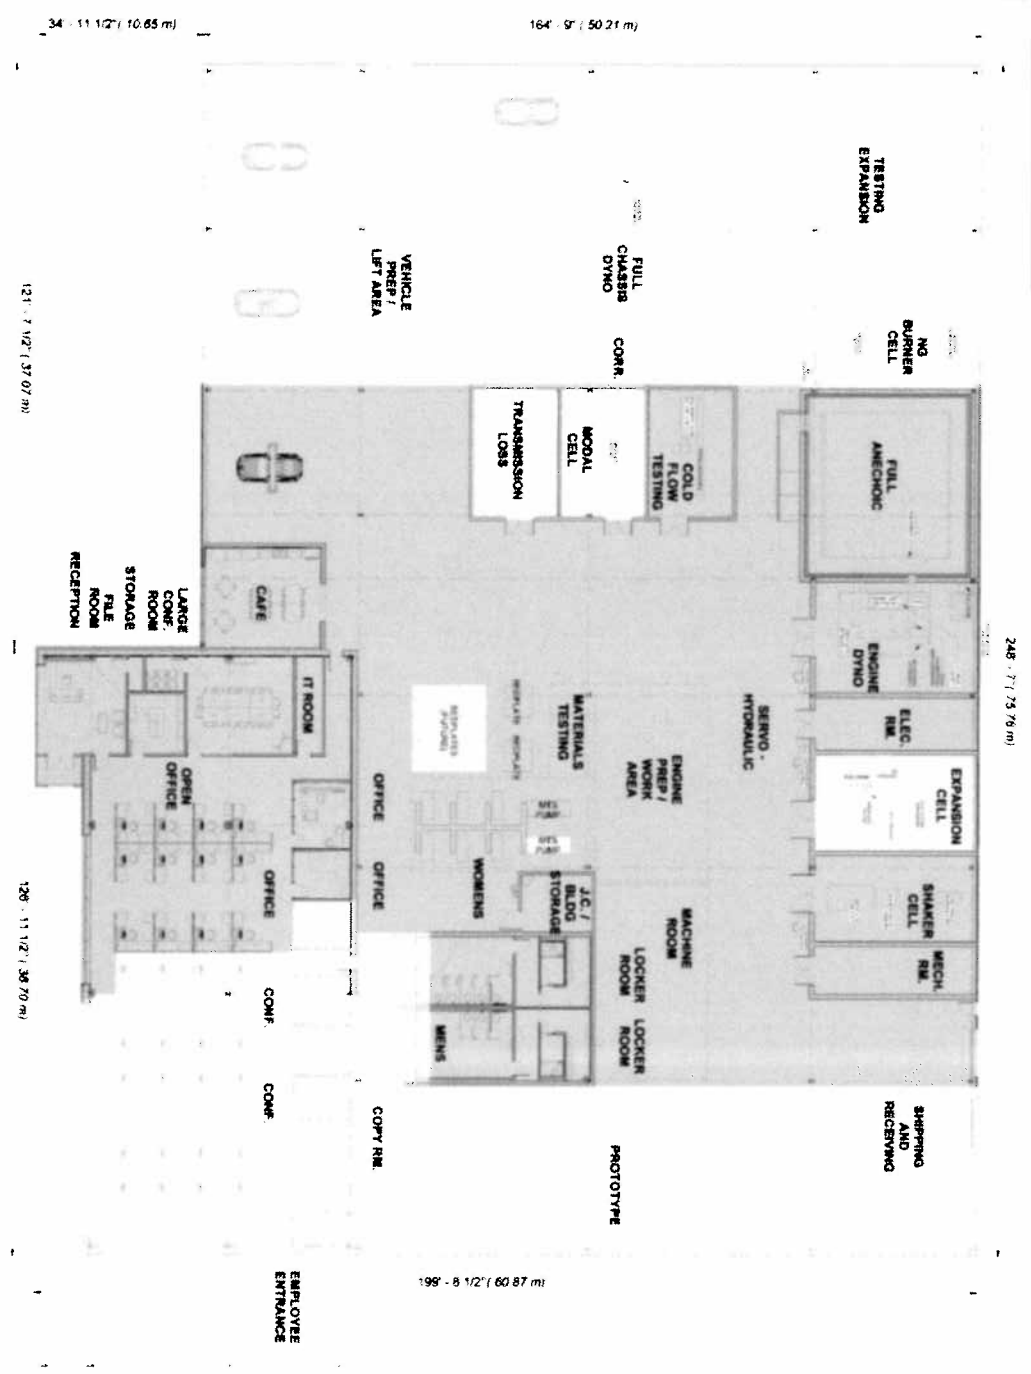 34' - 11 1/2" ( 10.65 m)
164' - 9" ( 50.21 m)
TESTING
EXPANSION
VEHICLE
PREP /
LIFT AREA
FULL
CHASSIS
DYNO
NG
BURNER
CELL
121' - 7 1/2" ( 37.07 m)
CORR.
TRANSMISSION
LOSS
MODAL
CELL
COLD
FLOW
TESTING
FULL
ANECHOIC
RECEPTION
FILE
ROOM
STORAGE
LARGE
CONF.
ROOM
CAFE
ENGINE
DYNO
248' - 7" ( 75.76 m)
IT ROOM
MATERIALS
TESTING
SERVO -
HYDRAULIC
ELEC.
RM.
OPEN
OFFICE
OFFICE
BEDPLATES
(FUTURE)
BEDPLATE
BEDPLATE
ENGINE
PREP /
WORK
AREA
EXPANSION
CELL
OFFICE
OFFICE
WOMENS
J.C. /
BLDG
STORAGE
MACHINE
ROOM
SHAKER
CELL
128' - 11 1/2" ( 38.70 m)
CONF.
MENS
LOCKER
ROOM
LOCKER
ROOM
MECH.
RM.
CONF.
COPY RM.
PROTOTYPE
SHIPPING
AND
RECEIVING
199' - 8 1/2" ( 60.87 m)
EMPLOYEE
ENTRANCE